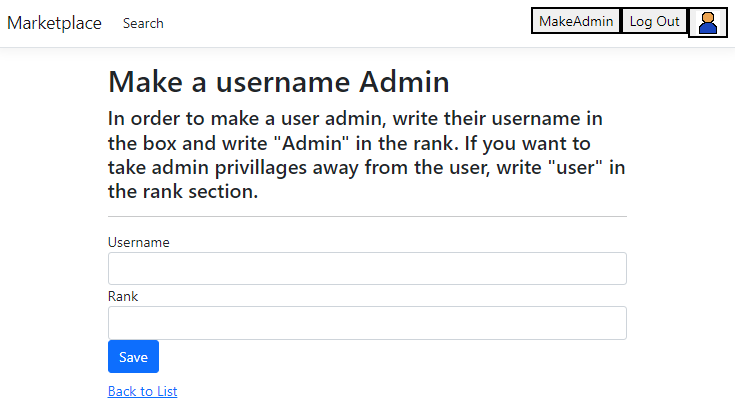 Marketplace Search MakeAdmin Log Out
Make a username Admin
In order to make a user admin, write their username in
the box and write "Admin" in the rank. If you want to
take admin privillages away from the user, write "user" in
the rank section.
Username
Rank
Save
Back to List